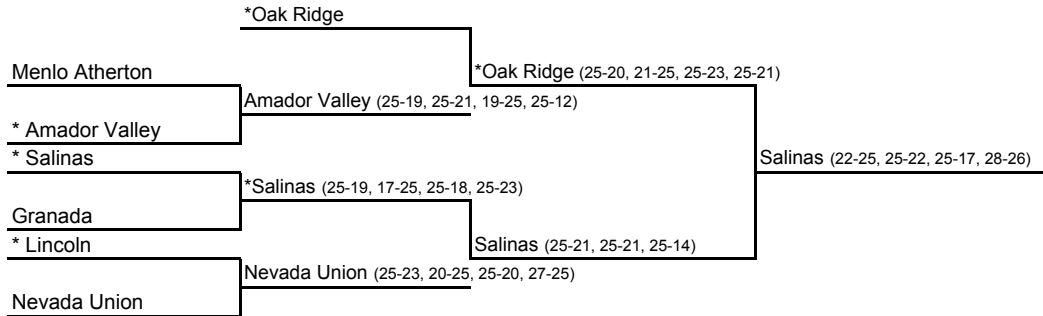 *Oak Ridge
Menlo Atherton
*Oak Ridge (25-20, 21-25, 25-23, 25-21)
Amador Valley (25-19, 25-21, 19-25, 25-12)
* Amador Valley
* Salinas
Salinas (22-25, 25-22, 25-17, 28-26)
*Salinas (25-19, 17-25, 25-18, 25-23)
Granada
* Lincoln
Salinas (25-21, 25-21, 25-14)
Nevada Union (25-23, 20-25, 25-20, 27-25)
Nevada Union